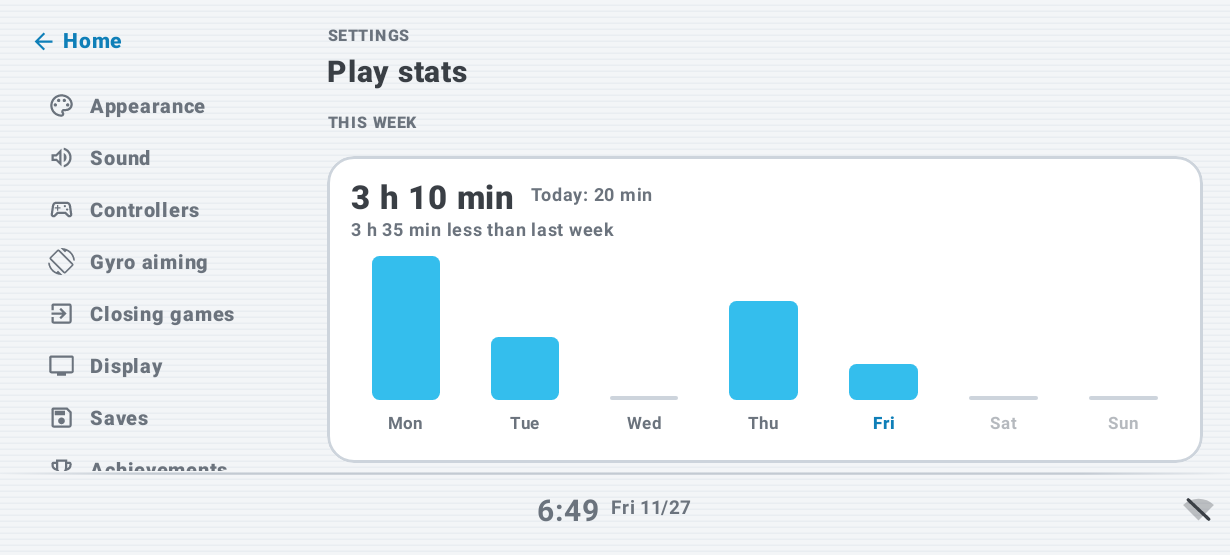 Home
Appearance
Sound
Controllers
Gyro aiming
Closing games
Display
Saves
Achievements
SETTINGS
Play stats
THIS WEEK
3 h 10 min Today: 20 min
3 h 35 min less than last week
Mon Tue Wed Thu Fri Sat Sun
6:49 Fri 11/27